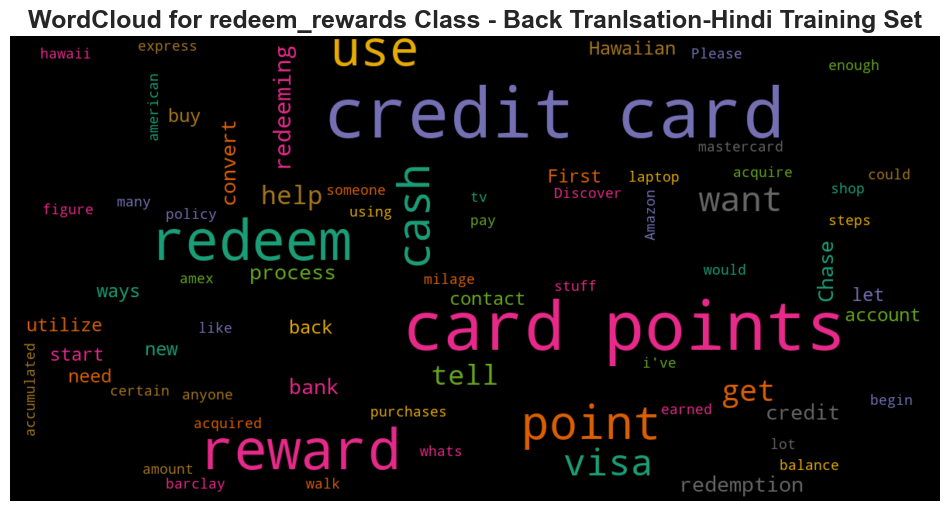 WordCloud for redeem_rewards Class - Back Tranlsation-Hindi Training Set
hawaii
express
use
Hawaiian
Please
enough
american
buy
redeeming
credit card
convert
mastercard
cash
help
someone
tv
First
laptop
acquire
could
Discover
want
shop
figure
many
policy
using
pay
Amazon
steps
redeem
process
Chase
would
ways
amex
milage
stuff
let
contact
card points
account
utilize
like
back
start
new
i've
accumulated
need
tell
certain
anyone
bank
get
earned
begin
purchases
credit
acquired
point
reward
whats
visa
lot
balance
amount
barclay
walk
redemption